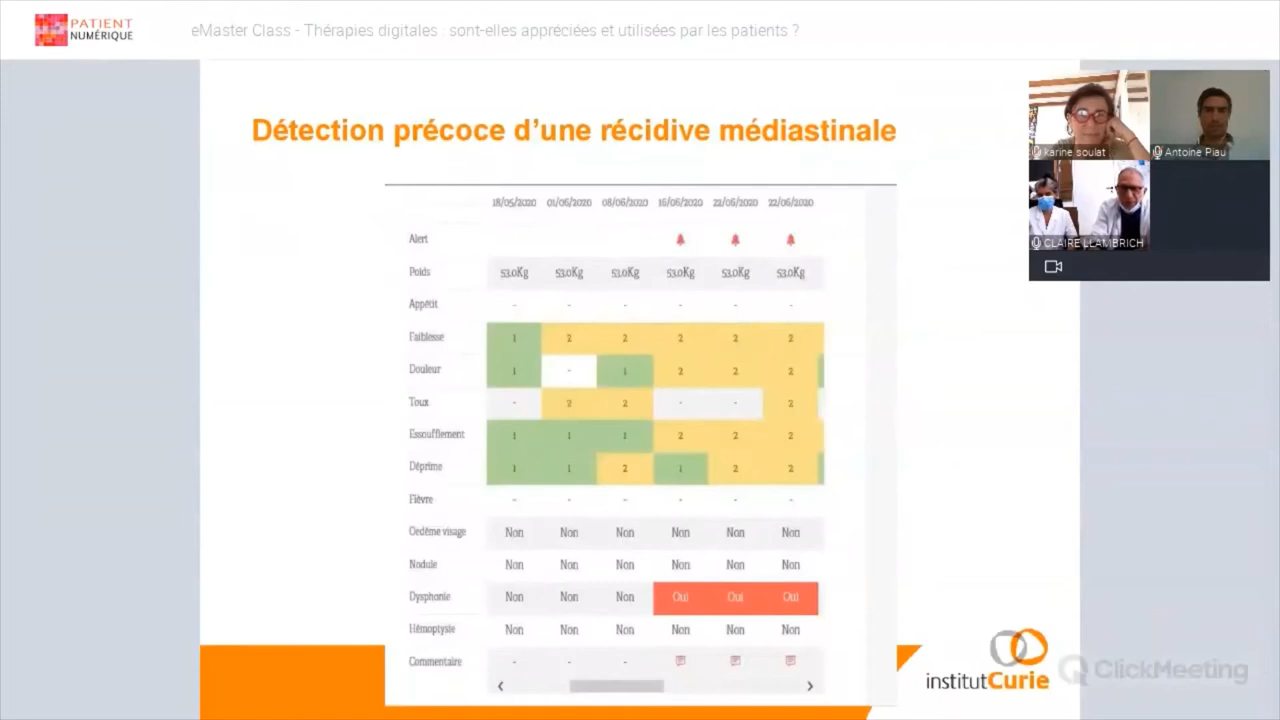 PATIENT
NUMÉRIQUE
eMaster Class - Thérapies digitales : sont-elles appréciées et utilisées par les patients ?
Détection précoce d'une récidive médiastinale
karine soulat
Antoine Piau
CLAIRE LLAMBRICH
18/05/2020 01/06/2020 08/06/2020 16/06/2020 22/06/2020 22/06/2020
Alert
Poids 53.0Kg 53.0Kg 53.0Kg 53.0Kg 53.0Kg 53.0Kg
Appétit - - - - - -
Faiblesse 1 2 2 2 2 2
Douleur 1 - 1 2 2 2
Toux - 2 2 - - 2
Essoufflement 1 1 1 2 2 2
Déprime 1 1 2 1 2 2
Fièvre - - - - - -
Oedème visage Non Non Non Non Non Non
Nodule Non Non Non Non Non Non
Dysphonie Non Non Non Oui Oui Oui
Hémoptysie Non Non Non Non Non Non
Commentaire - - -
institutCurie
ClickMeeting